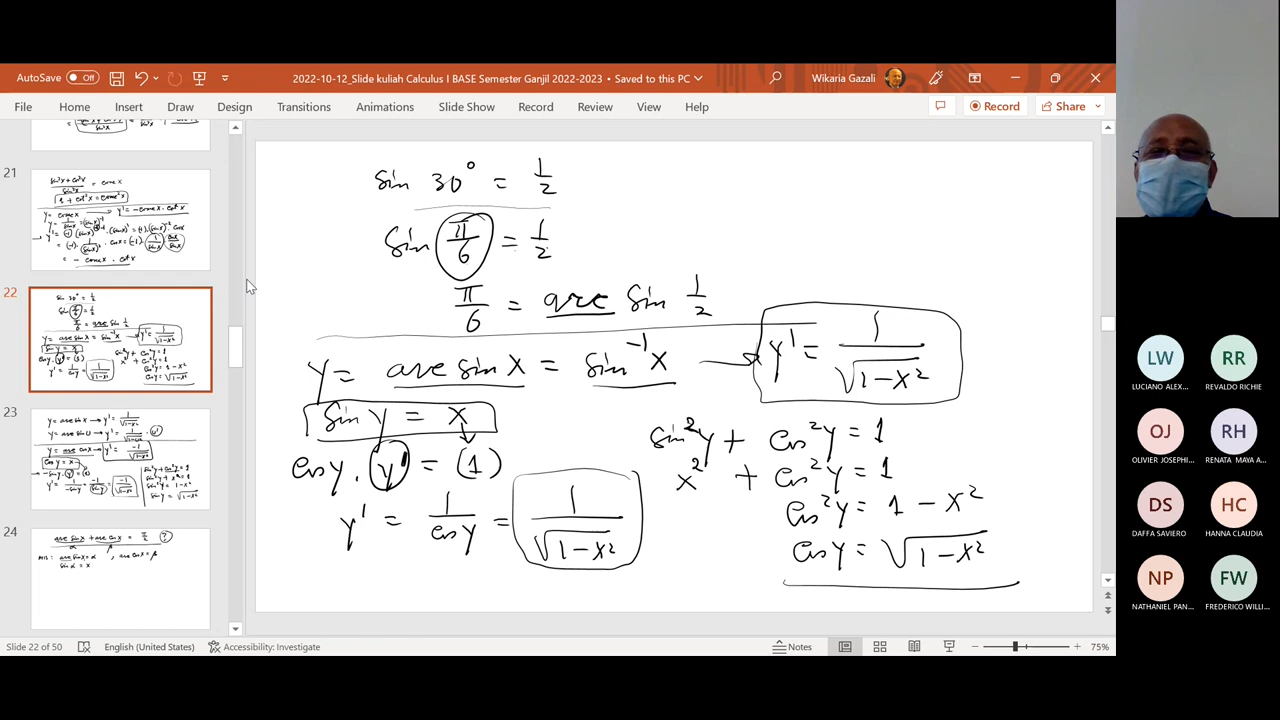 AutoSave Off
2022-10-12_Slide kuliah Calculus I BASE Semester Ganjil 2022-2023 • Saved to this PC
Wikaria Gazali
File Home Insert Draw Design Transitions Animations Slide Show Record Review View Help
Record Share
21
22
23
24
sin 30° = 1/2
sin π/6 = 1/2
π/6 = arc sin 1/2
y = arc sin x = sin⁻¹x → y' = 1/√1-x²
sin y = x
cos y . y' = (1)
y' = 1/cos y = 1/√1-x²
sin²y + cos²y = 1
x² + cos²y = 1
cos²y = 1 - x²
cos y = √1-x²
LW
LUCIANO ALEX...
RR
REVALDO RICHIE
OJ
OLIVIER JOSEPHI...
RH
RENATA MAYA A...
DS
DAFFA SAVIERO
HC
HANNA CLAUDIA
NP
NATHANIEL PAN...
FW
FREDERICO WILLI...
Slide 22 of 50
English (United States)
Accessibility: Investigate
Notes
75%